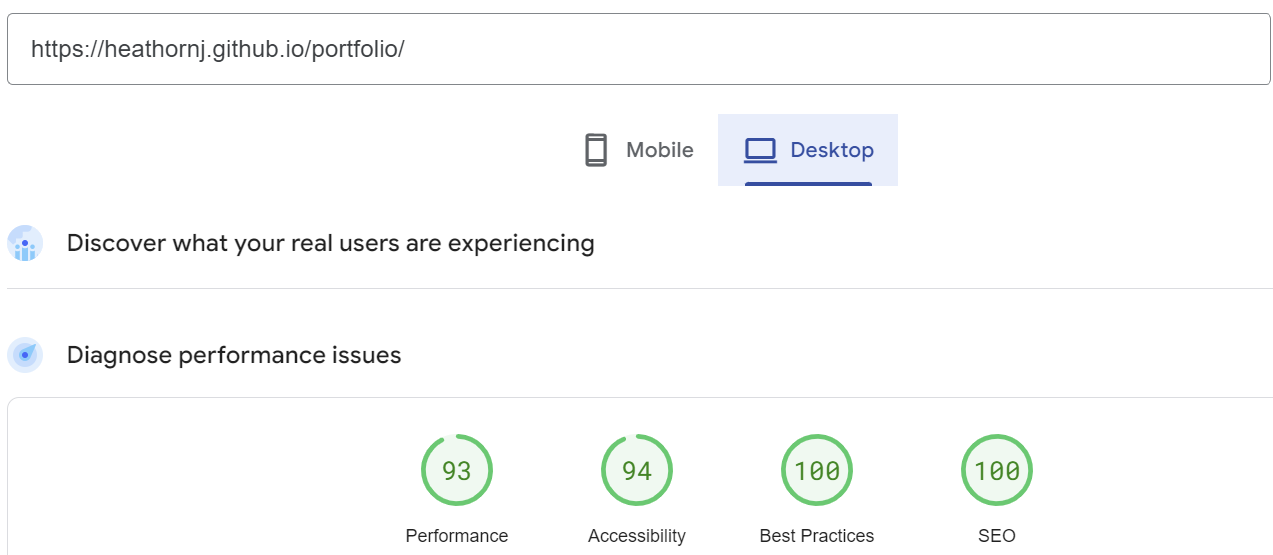 https://heathornj.github.io/portfolio/
Mobile Desktop
Discover what your real users are experiencing
Diagnose performance issues
93 94 100 100
Performance Accessibility Best Practices SEO